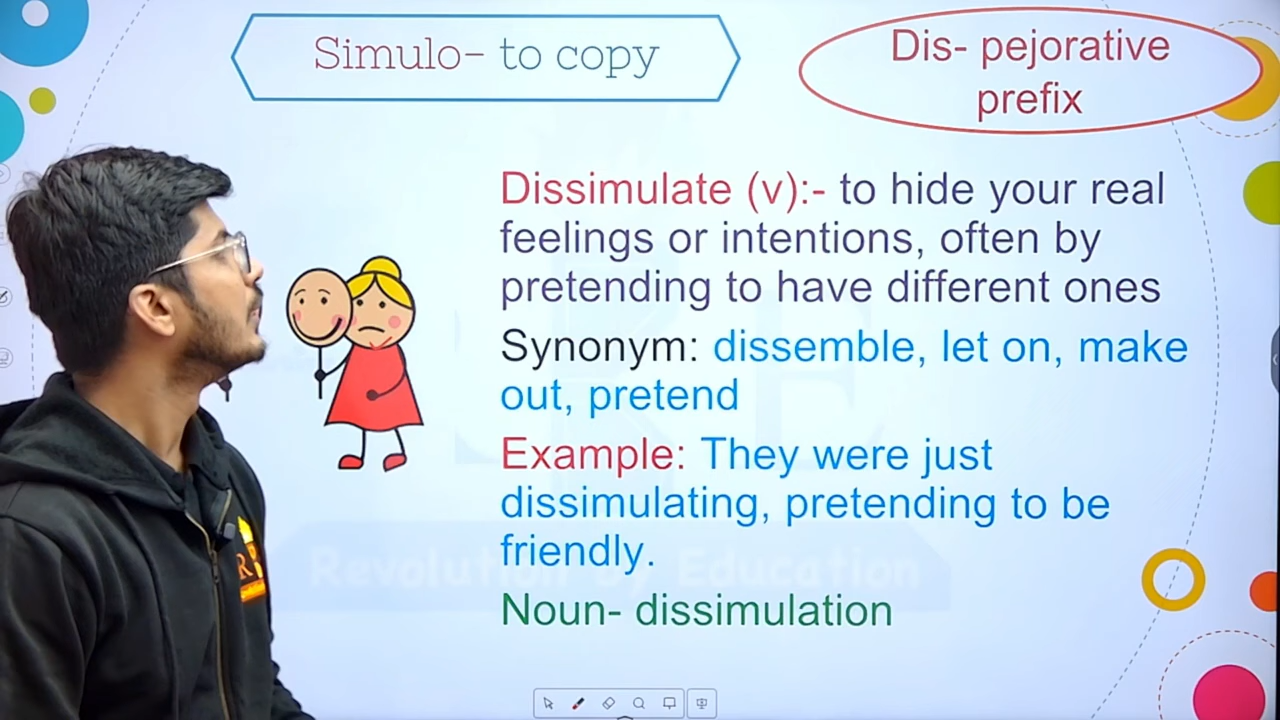 Simulo- to copy
Dis- pejorative
prefix
Dissimulate (v):- to hide your real
feelings or intentions, often by
pretending to have different ones
Synonym: dissemble, let on, make
out, pretend
Example: They were just
dissimulating, pretending to be
friendly.
Revolution By Education
Noun- dissimulation